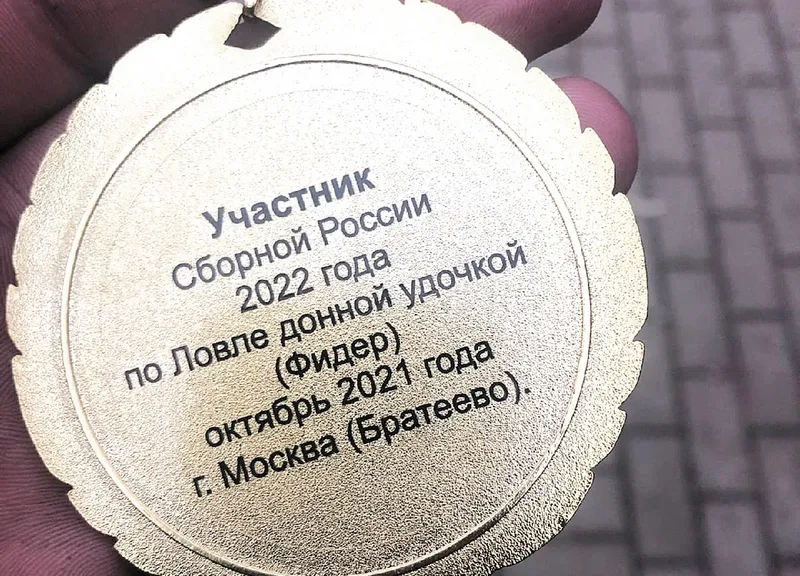 Участник
Сборной России
2022 года
по Ловле донной удочкой
(Фидер)
октябрь 2021 года
г. Москва (Братеево).